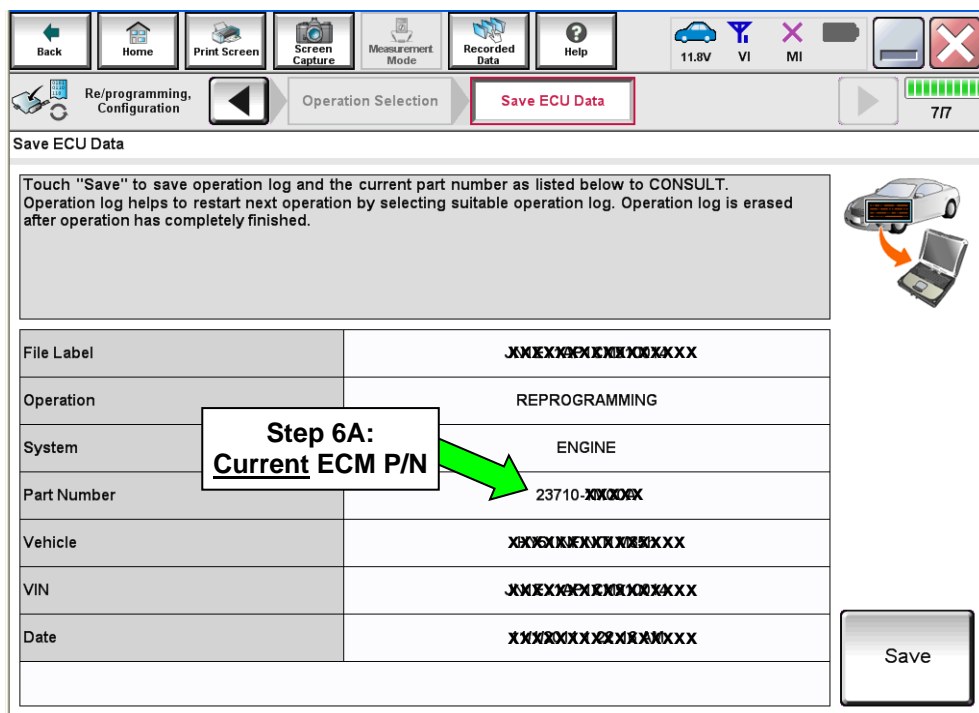 Back
Home
Print Screen
Screen Capture
Measurement Mode
Recorded Data
Help
11.8V
VI
MI
Re/programming, Configuration
Operation Selection
Save ECU Data
7/7
Save ECU Data
Touch "Save" to save operation log and the current part number as listed below to CONSULT.
Operation log helps to restart next operation by selecting suitable operation log. Operation log is erased
after operation has completely finished.
File Label
Operation
REPROGRAMMING
Step 6A:
Current ECM P/N
System
ENGINE
Part Number
23710-
Vehicle
VIN
Date
Save